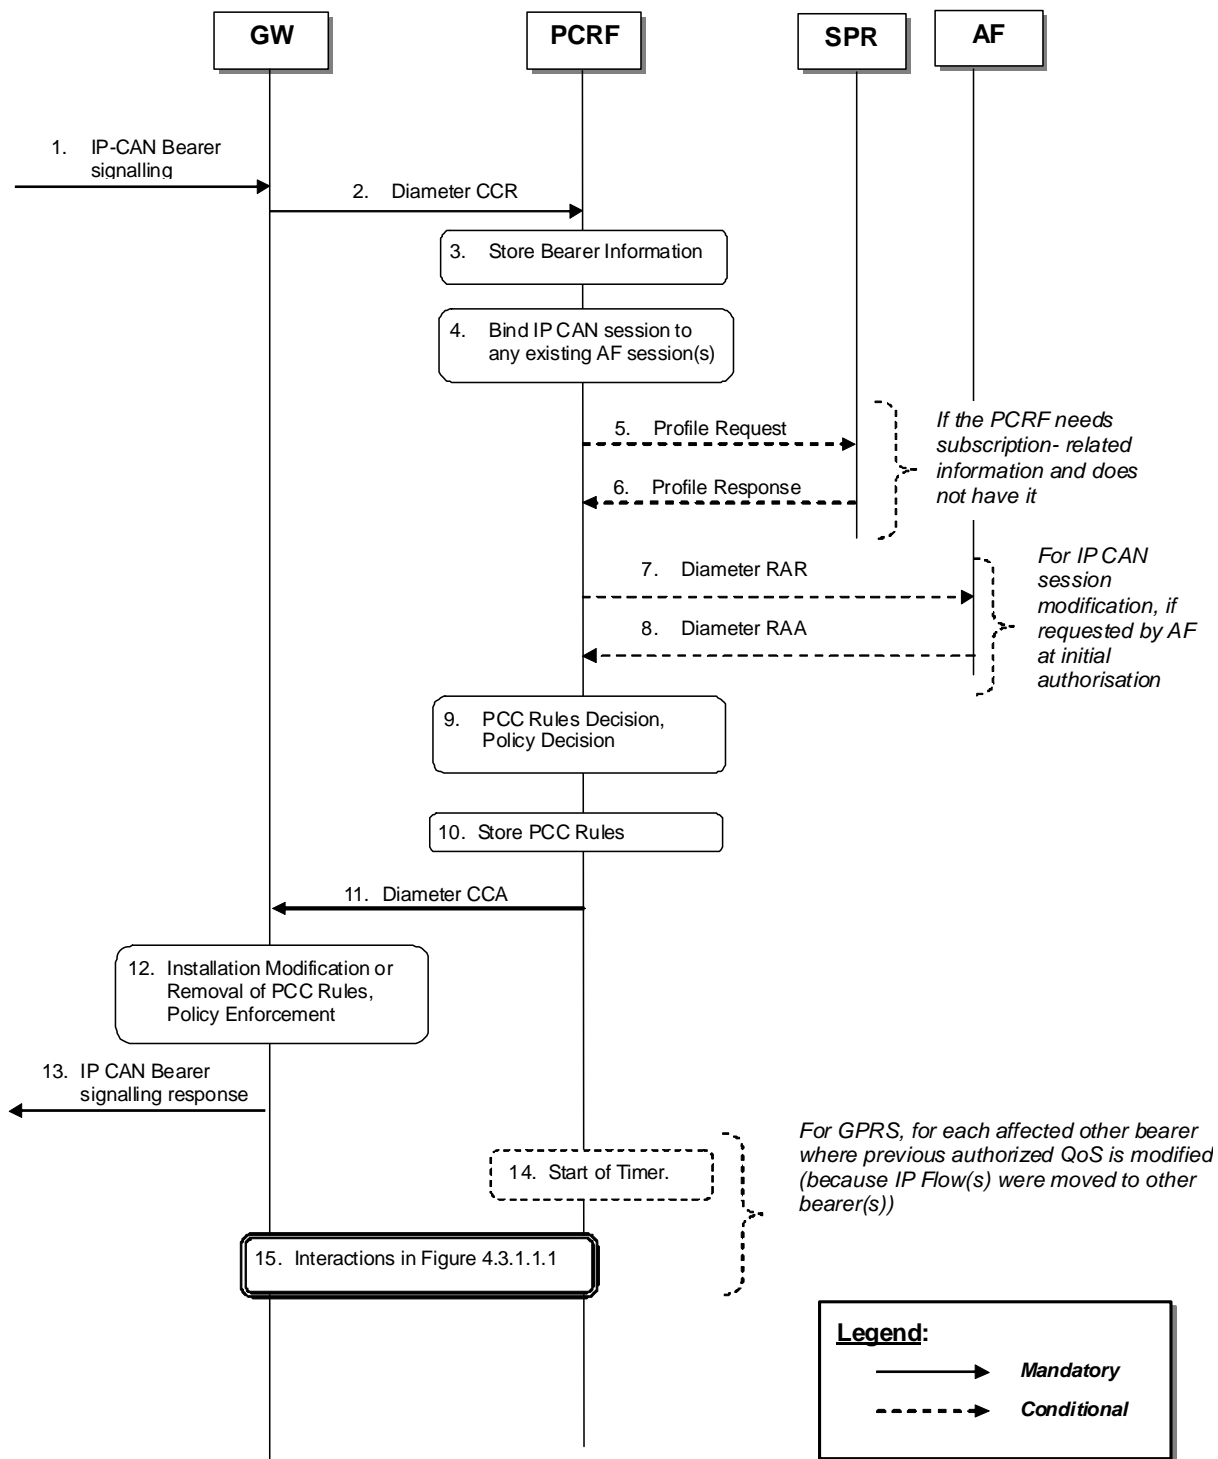 GW
PCRF
SPR
AF
1. IP-CAN Bearer
signalling
2. Diameter CCR
3. Store Bearer Information
4. Bind IP CAN session to
any existing AF session(s)
5. Profile Request
6. Profile Response
If the PCRF needs
subscription- related
information and does
not have it
7. Diameter RAR
8. Diameter RAA
For IP CAN
session
modification, if
requested by AF
at initial
authorisation
9. PCC Rules Decision,
Policy Decision
10. Store PCC Rules
11. Diameter CCA
12. Installation Modification or
Removal of PCC Rules,
Policy Enforcement
13. IP CAN Bearer
signalling response
For GPRS, for each affected other bearer
where previous authorized QoS is modified
(because IP Flow(s) were moved to other
bearer(s))
14. Start of Timer.
15. Interactions in Figure 4.3.1.1.1
Legend:
Mandatory
Conditional